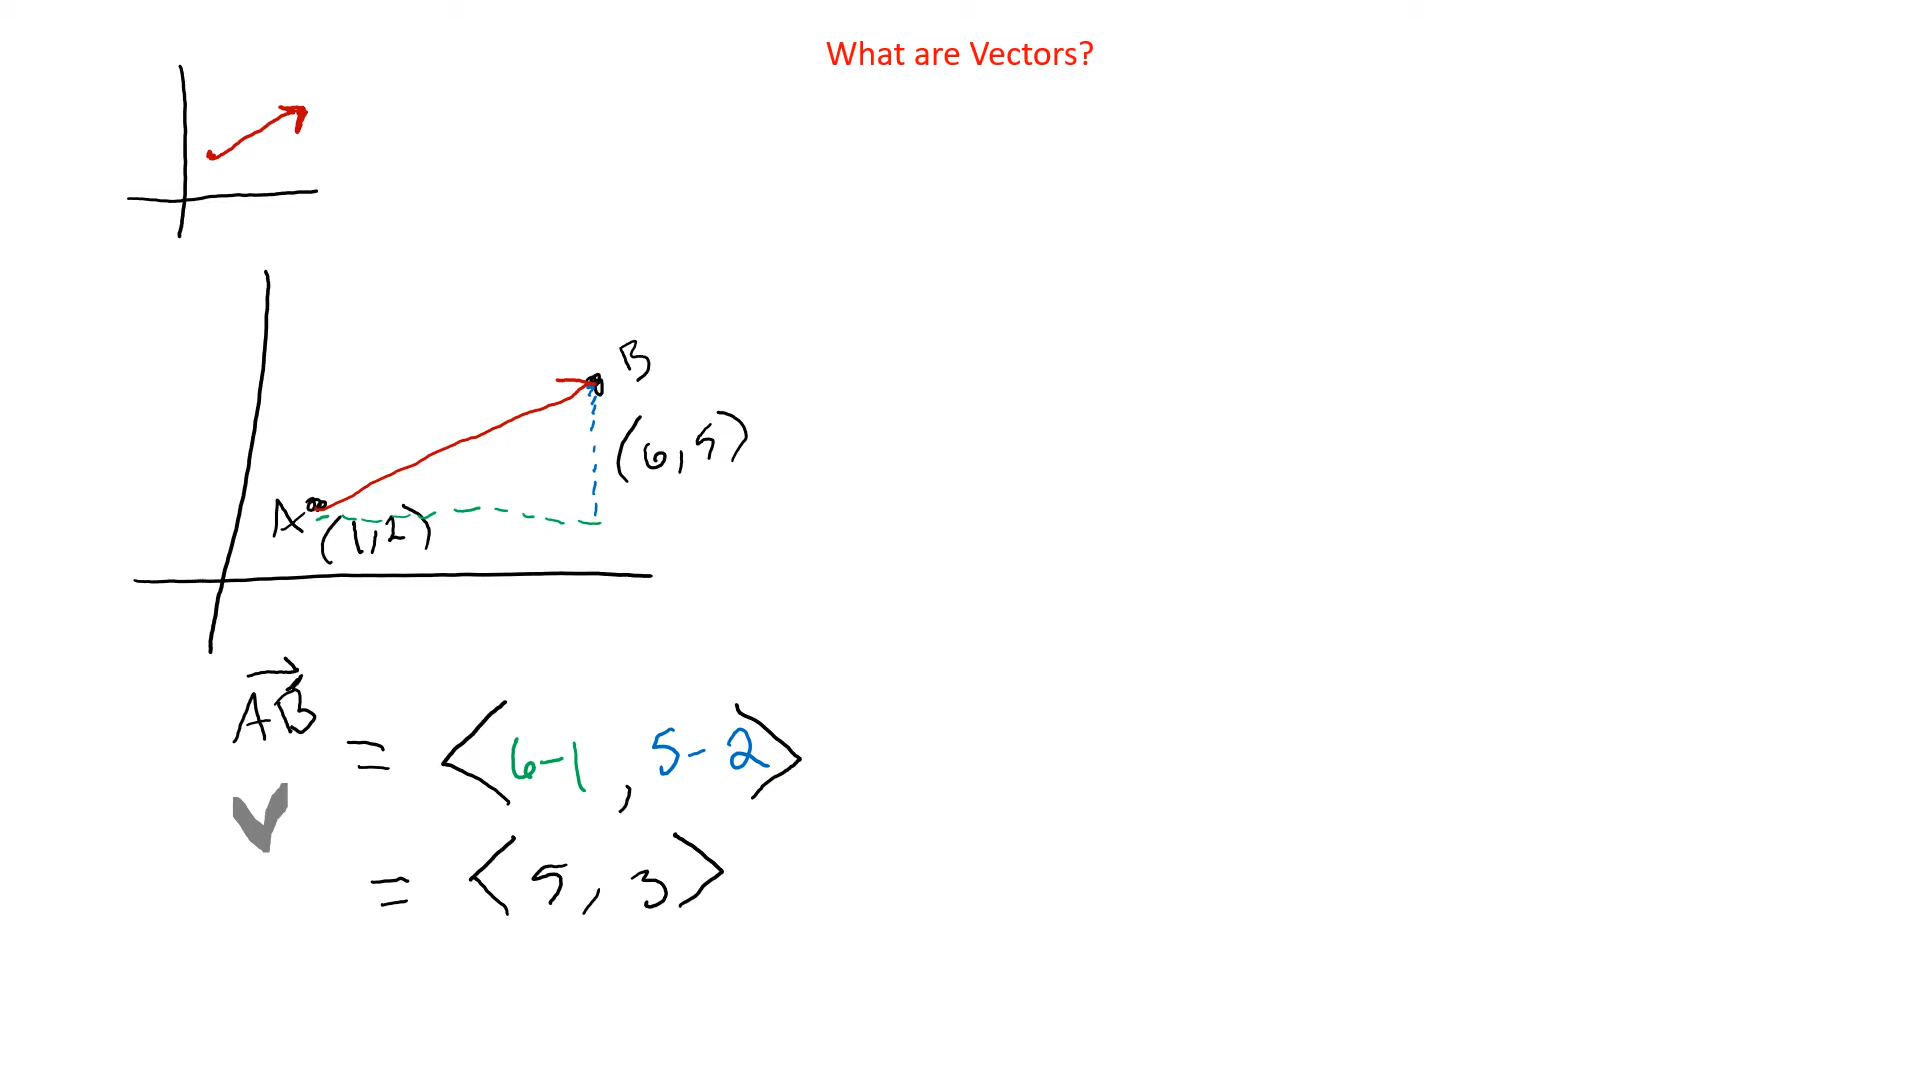 What are Vectors?
B
(6,5)
A
(1,2)
AB = <6-1, 5-2>
V
= <5, 3>